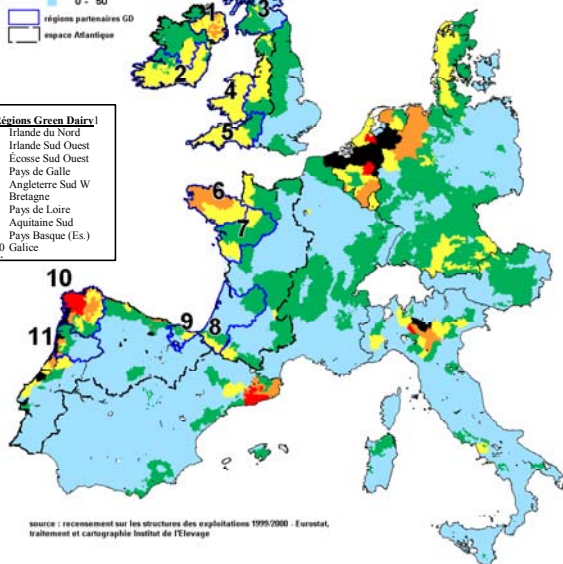 0 - 60
régions partenaires GD
espace Atlantique
Régions Green Dairy
Irlande du Nord
Irlande Sud Ouest
Écosse Sud Ouest
Pays de Galle
Angleterre Sud W
Bretagne
Pays de Loire
Aquitaine Sud
Pays Basque (Es.)
0 Galice
1
2
3
4
5
6
7
10
11
9
8
source : recensement sur les structures des exploitations 1999/2000 - Eurostat,
traitement et cartographie Institut de l'Elevage